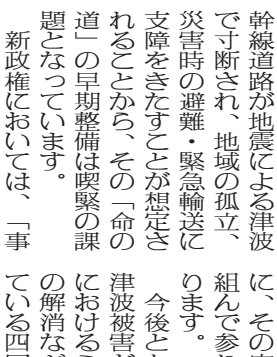 幹線道路が地震による津波
で寸断され、地域の孤立、
災害時の避難・緊急輸送に
支障をきたすことが想定さ
れることから、その「命の
道」の早期整備は喫緊の課
題となっています。
新政権においては、「事
に、その
組んで参り
ります。
今後と
津波被害が
における
の解消など
ている四国